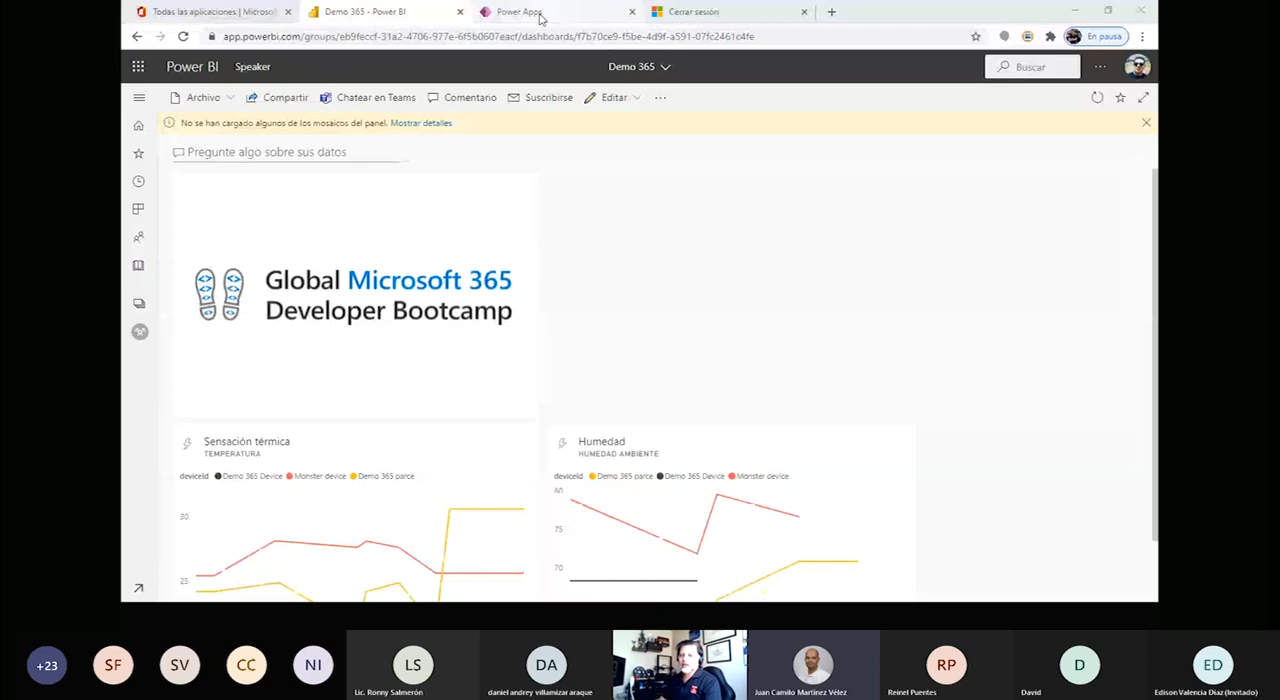 Todas las aplicaciones | Microsof
Demo 365 - Power BI
Power Apps
Cerrar sesión
app.powerbi.com/groups/eb9feccf-31a2-4706-977e-6f5b0607eacf/dashboards/f7b70ce9-f5be-4d9f-a591-07fc2461c4fe
En pausa
Power BI
Speaker
Demo 365
Buscar
Archivo
Compartir
Chatear en Teams
Comentario
Suscribirse
Editar
No se han cargado algunos de los mosaicos del panel. Mostrar detalles
Pregunte algo sobre sus datos
Global Microsoft 365
Developer Bootcamp
Sensación térmica
TEMPERATURA
deviceId Demo 365 Device Monster device Demo 365 parce
30
25
Humedad
HUMEDAD AMBIENTE
deviceId Demo 365 parce Demo 365 Device Monster device
80
75
70
+23
SF
SV
CC
NI
LS
Lic. Ronny Salmerón
DA
daniel andrey villamizar araque
Juan Camilo Martínez Vélez
RP
Reinel Puentes
D
David
ED
Edison Valencia Díaz (Invitado)